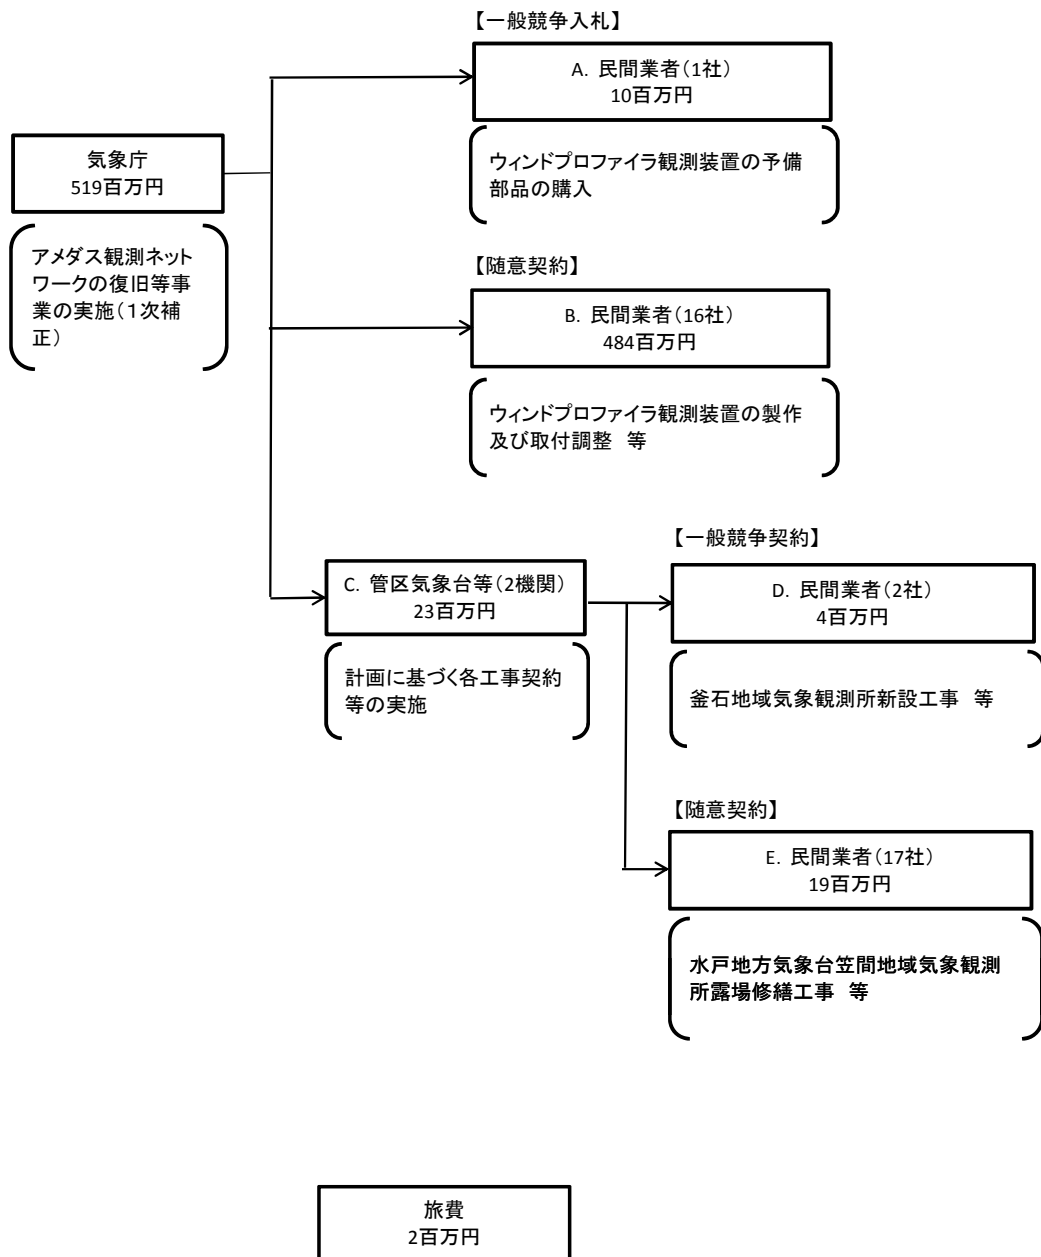 【一般競争入札】
A. 民間業者(1社)
10百万円
ウィンドプロファイラ観測装置の予備
部品の購入
気象庁
519百万円
アメダス観測ネット
ワークの復旧等事
業の実施(1次補
正)
【随意契約】
B. 民間業者(16社)
484百万円
ウィンドプロファイラ観測装置の製作
及び取付調整 等
C. 管区気象台等(2機関)
23百万円
計画に基づく各工事契約
等の実施
【一般競争契約】
D. 民間業者(2社)
4百万円
釜石地域気象観測所新設工事 等
【随意契約】
E. 民間業者(17社)
19百万円
水戸地方気象台笠間地域気象観測
所露場修繕工事 等
旅費
2百万円